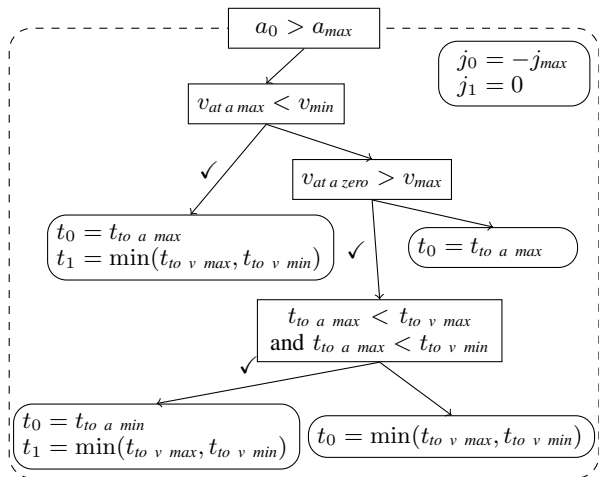 a_0 > a_max
j_0 = −j_max
j_1 = 0
v_at a max < v_min
✓
v_at a zero > v_max
t_0 = t_to a max
t_1 = min(t_to v max, t_to v min)
✓
t_0 = t_to a max
t_to a max < t_to v max
and t_to a max < t_to v min
✓
t_0 = t_to a min
t_1 = min(t_to v max, t_to v min)
t_0 = min(t_to v max, t_to v min)